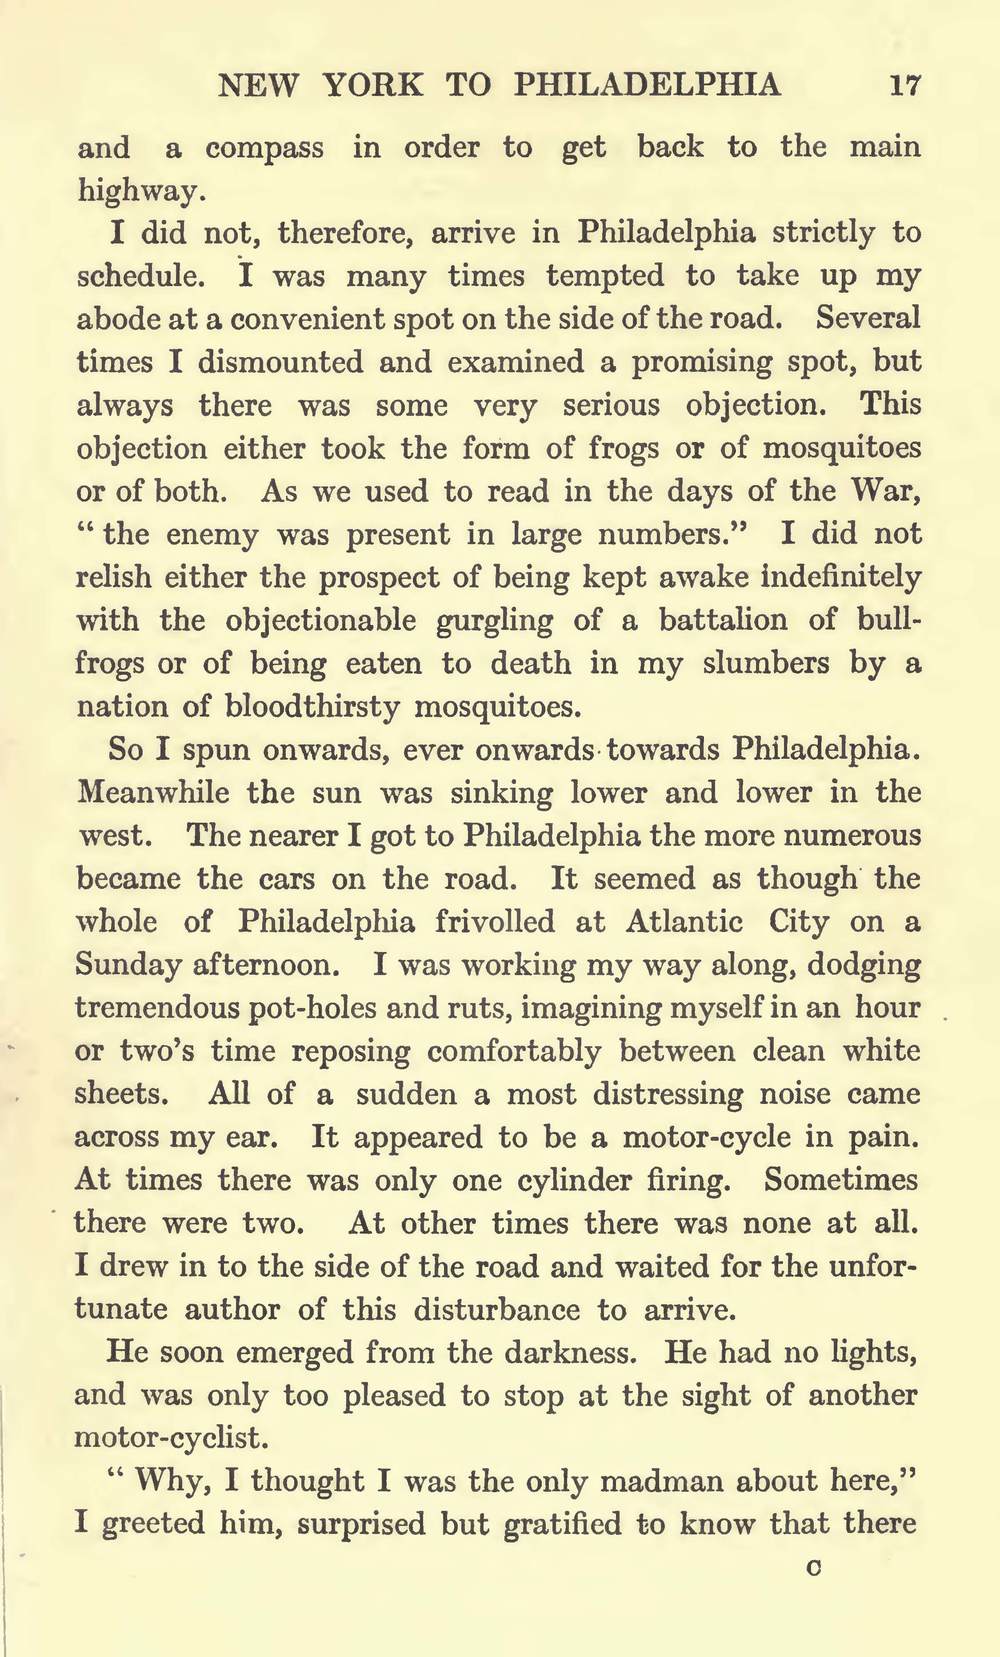 NEW YORK TO PHILADELPHIA 17
and a compass in order to get back to the main
highway.
I did not, therefore, arrive in Philadelphia strictly to
schedule. I was many times tempted to take up my
abode at a convenient spot on the side of the road. Several
times I dismounted and examined a promising spot, but
always there was some very serious objection. This
objection either took the form of frogs or of mosquitoes
or of both. As we used to read in the days of the War,
“ the enemy was present in large numbers.” I did not
relish either the prospect of being kept awake indefinitely
with the objectionable gurgling of a battalion of bull-
frogs or of being eaten to death in my slumbers by a
nation of bloodthirsty mosquitoes.
So I spun onwards, ever onwards towards Philadelphia.
Meanwhile the sun was sinking lower and lower in the
west. The nearer I got to Philadelphia the more numerous
became the cars on the road. It seemed as though the
whole of Philadelphia frivolled at Atlantic City on a
Sunday afternoon. I was working my way along, dodging
tremendous pot-holes and ruts, imagining myself in an hour
or two’s time reposing comfortably between clean white
sheets. All of a sudden a most distressing noise came
across my ear. It appeared to be a motor-cycle in pain.
At times there was only one cylinder firing. Sometimes
there were two. At other times there was none at all.
I drew in to the side of the road and waited for the unfor-
tunate author of this disturbance to arrive.
He soon emerged from the darkness. He had no lights,
and was only too pleased to stop at the sight of another
motor-cyclist.
“ Why, I thought I was the only madman about here,”
I greeted him, surprised but gratified to know that there
C